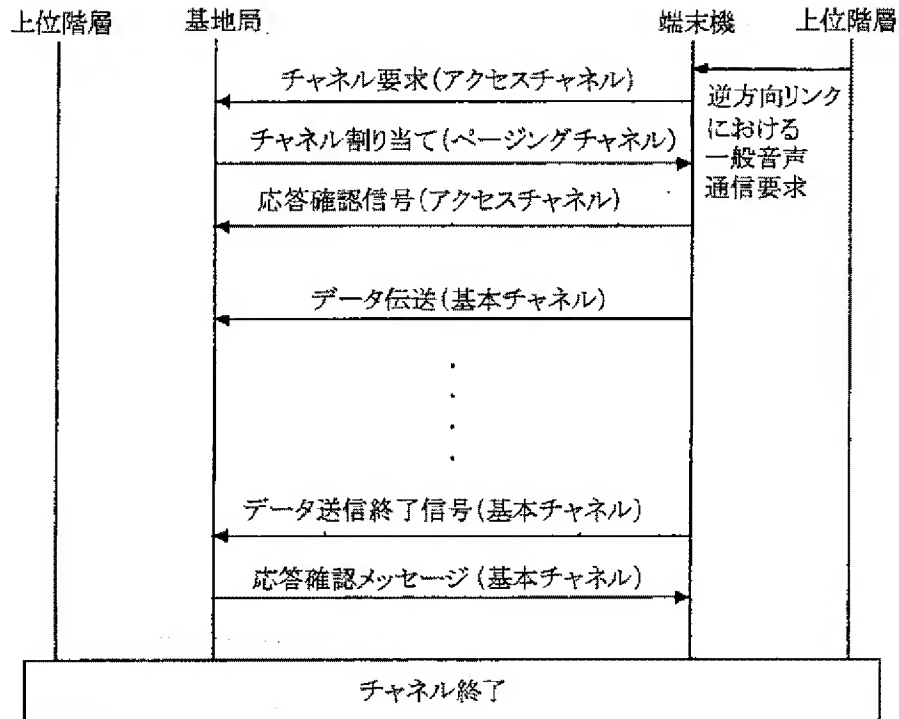 上位階層 基地局 端末機 上位階層
チャネル要求(アクセスチャネル)
逆方向リンク
における
一般音声
通信要求
チャネル割り当て(ページングチャネル)
応答確認信号(アクセスチャネル)
データ伝送(基本チャネル)
データ送信終了信号(基本チャネル)
応答確認メッセージ(基本チャネル)
チャネル終了